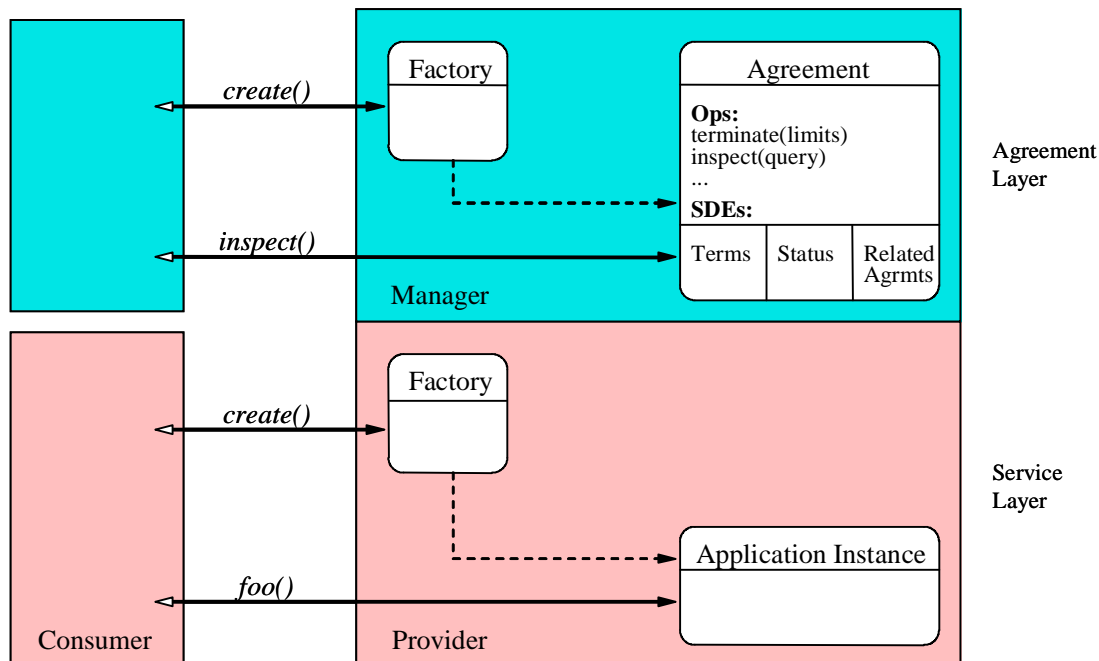 Factory
Agreement
create()
Ops:
terminate(limits)
inspect(query)
...
SDEs:
Agreement
Layer
inspect()
Terms
Status
Related
Agrmts
Manager
Factory
create()
Service
Layer
Application Instance
foo()
Consumer
Provider